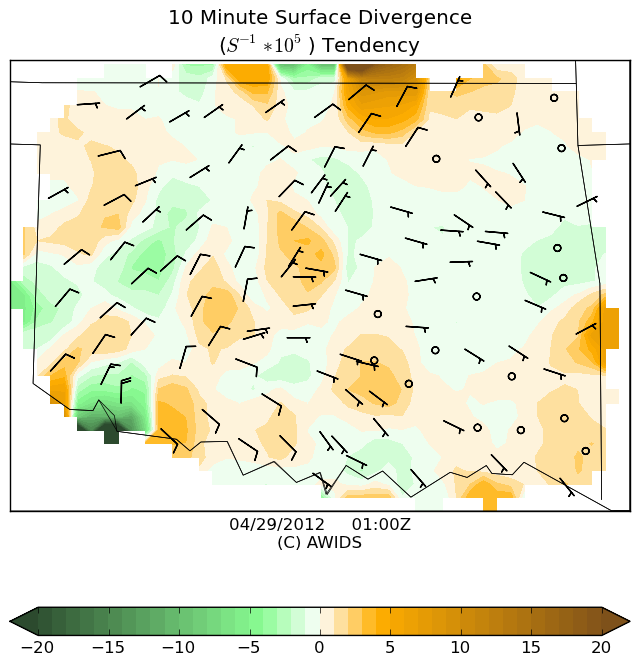 10 Minute Surface Divergence
(S⁻¹ ∗ 10⁵ ) Tendency
04/29/2012 01:00Z
(C) AWIDS
−20 −15 −10 −5 0 5 10 15 20